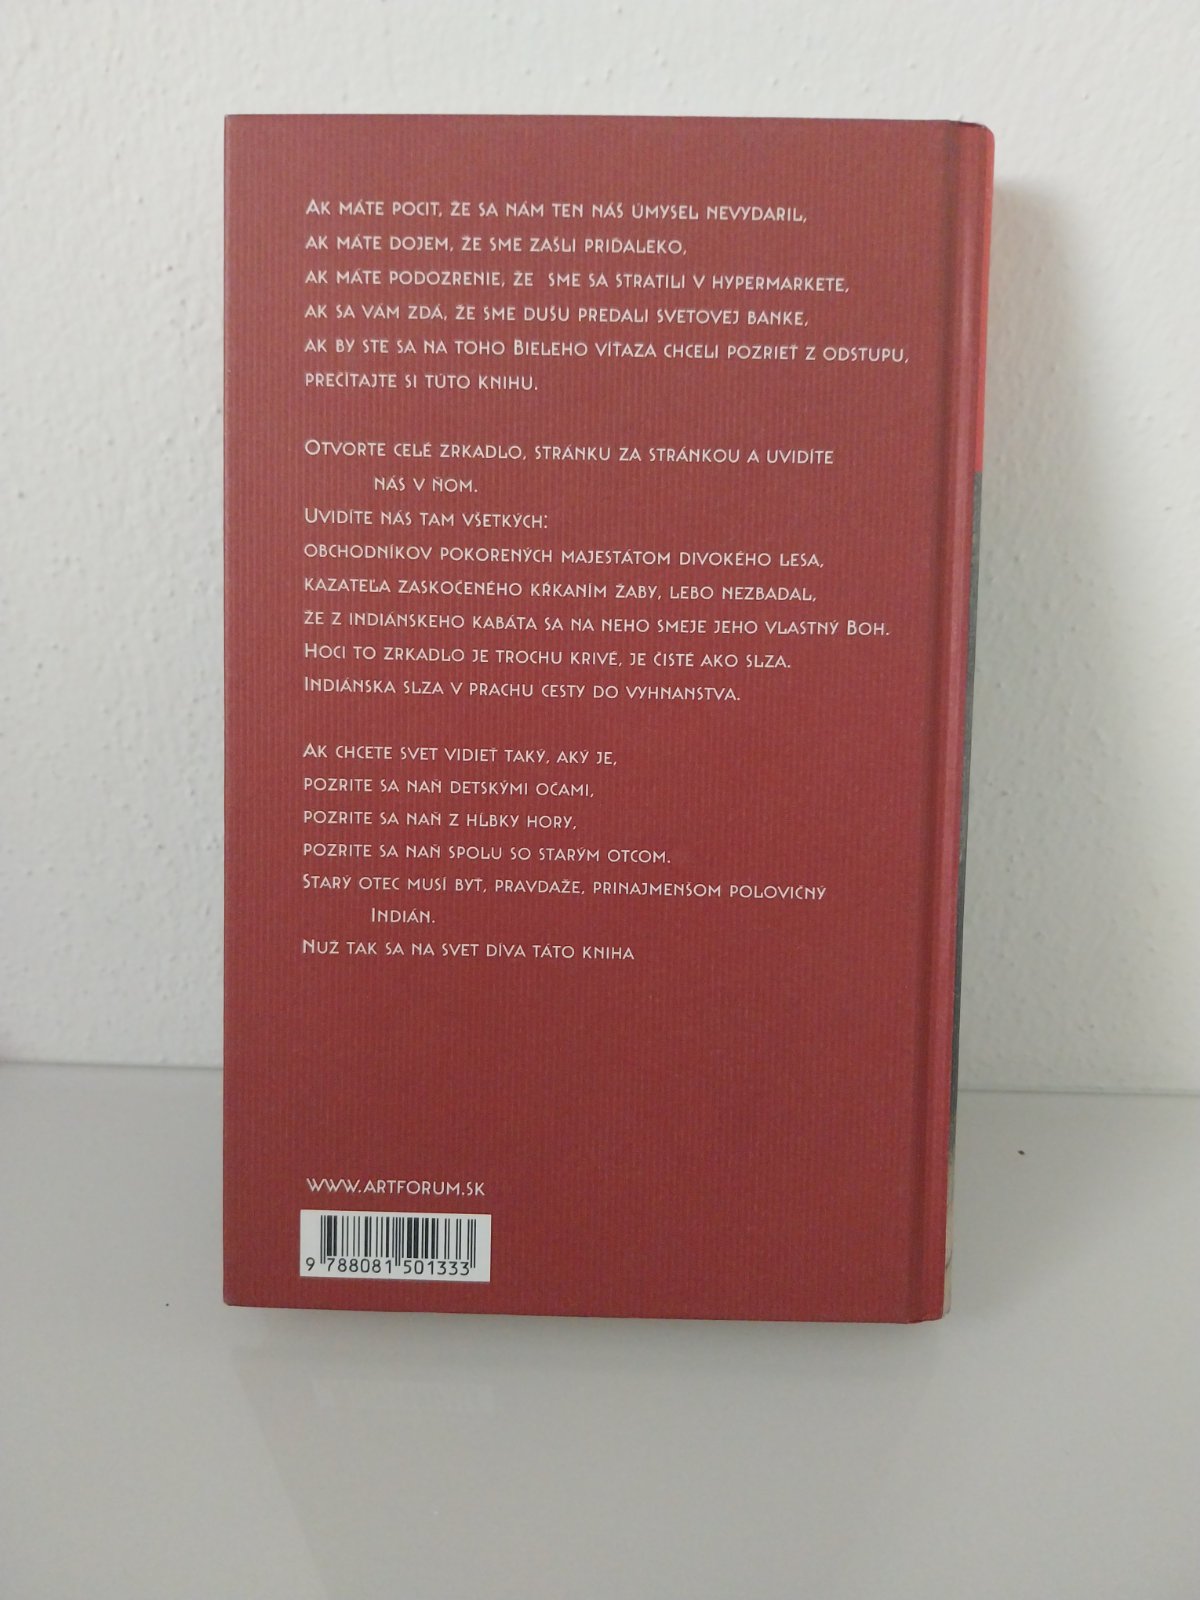 Ak máte pocit, že sa nám ten náš úmysel nevydaril,
ak máte dojem, že sme zašli priďaleko,
ak máte podozrenie, že sme sa stratili v hypermarkete,
ak sa vám zdá, že sme dušu predali Svetovej banke,
ak by ste sa na toho Bieleho víťaza chceli pozrieť z odstupu,
prečítajte si túto knihu.
Otvorte celé zrkadlo, stránku za stránkou a uvidíte
nás v ňom.
Uvidíte nás tam všetkých:
obchodníkov pokorených majestátom divokého lesa,
kazateľa zaskočeného kŕkaním žaby, lebo nezbadal,
že z indiánskeho kabáta sa na neho smeje jeho vlastný Boh.
Hoci to zrkadlo je trochu krivé, je čisté ako slza.
Indiánska slza v prachu cesty do vyhnanstva.
Ak chcete svet vidieť taký, aký je,
pozrite sa naň detskými očami,
pozrite sa naň z hĺbky hory,
pozrite sa naň spolu so starým otcom.
Starý otec musí byť, pravdaže, prinajmenšom polovičný
Indián.
Nuž tak sa na svet díva táto kniha
www.artforum.sk
9 788081 501333